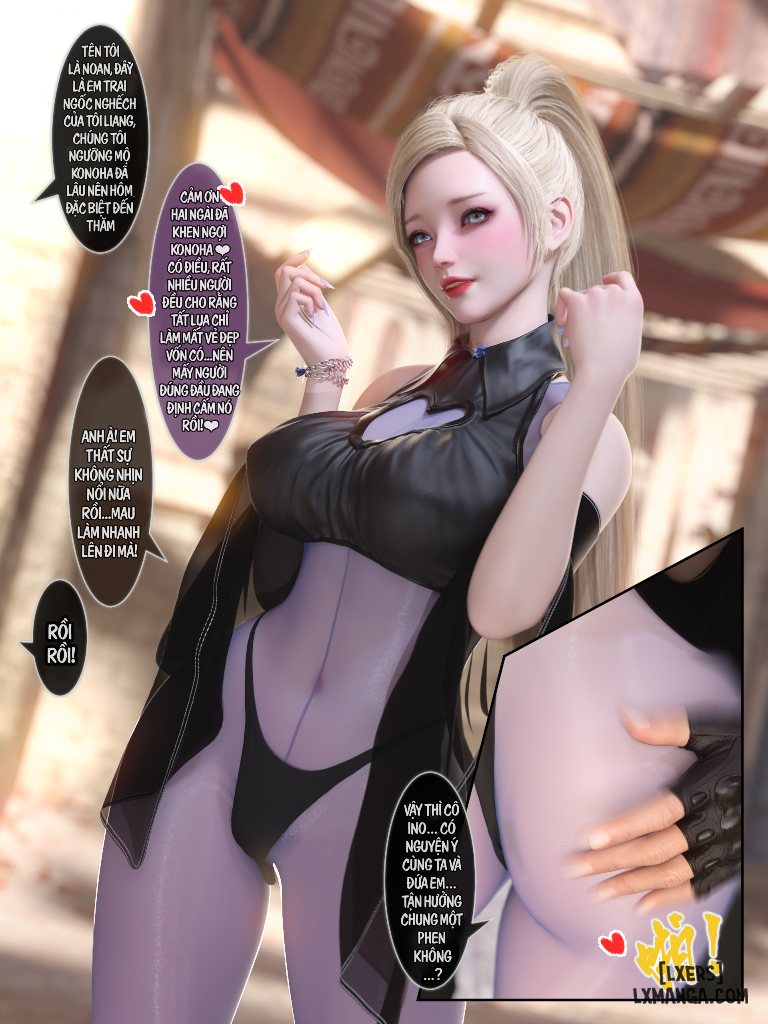 TÊN TÔI
LÀ NOAN, ĐÂY
LÀ EM TRAI
NGỐC NGHẾCH
CỦA TÔI LIANG,
CHÚNG TÔI
NGƯỠNG MỘ
KONOHA ĐÃ
LÂU NÊN HÔM
ĐẶC BIỆT ĐẾN
THĂM
CẢM ƠN
HAI NGÀI ĐÃ
KHEN NGỢI
KONOHA ❤
CÓ ĐIỀU, RẤT
NHIỀU NGƯỜI
ĐỀU CHO RẰNG
TẤT LỤA CHỈ
LÀM MẤT VẺ ĐẸP
VỐN CÓ...NÊN
MẤY NGƯỜI
ĐỨNG ĐẦU ĐANG
ĐỊNH CẤM NÓ
RỒI!❤
ANH À! EM
THẤT SỰ
KHÔNG NHỊN
NỔI NỮA
RỒI...MAU
LÀM NHANH
LÊN ĐI MÀ!
RỒI
RỒI!
VẬY THÌ CÔ
INO... CÓ
NGUYỆN Ý
CÙNG TA VÀ
ĐỨA EM...
TẬN HƯỞNG
CHUNG MỘT
PHEN
KHÔNG
...?
[LXERS]
LXMANGA.COM